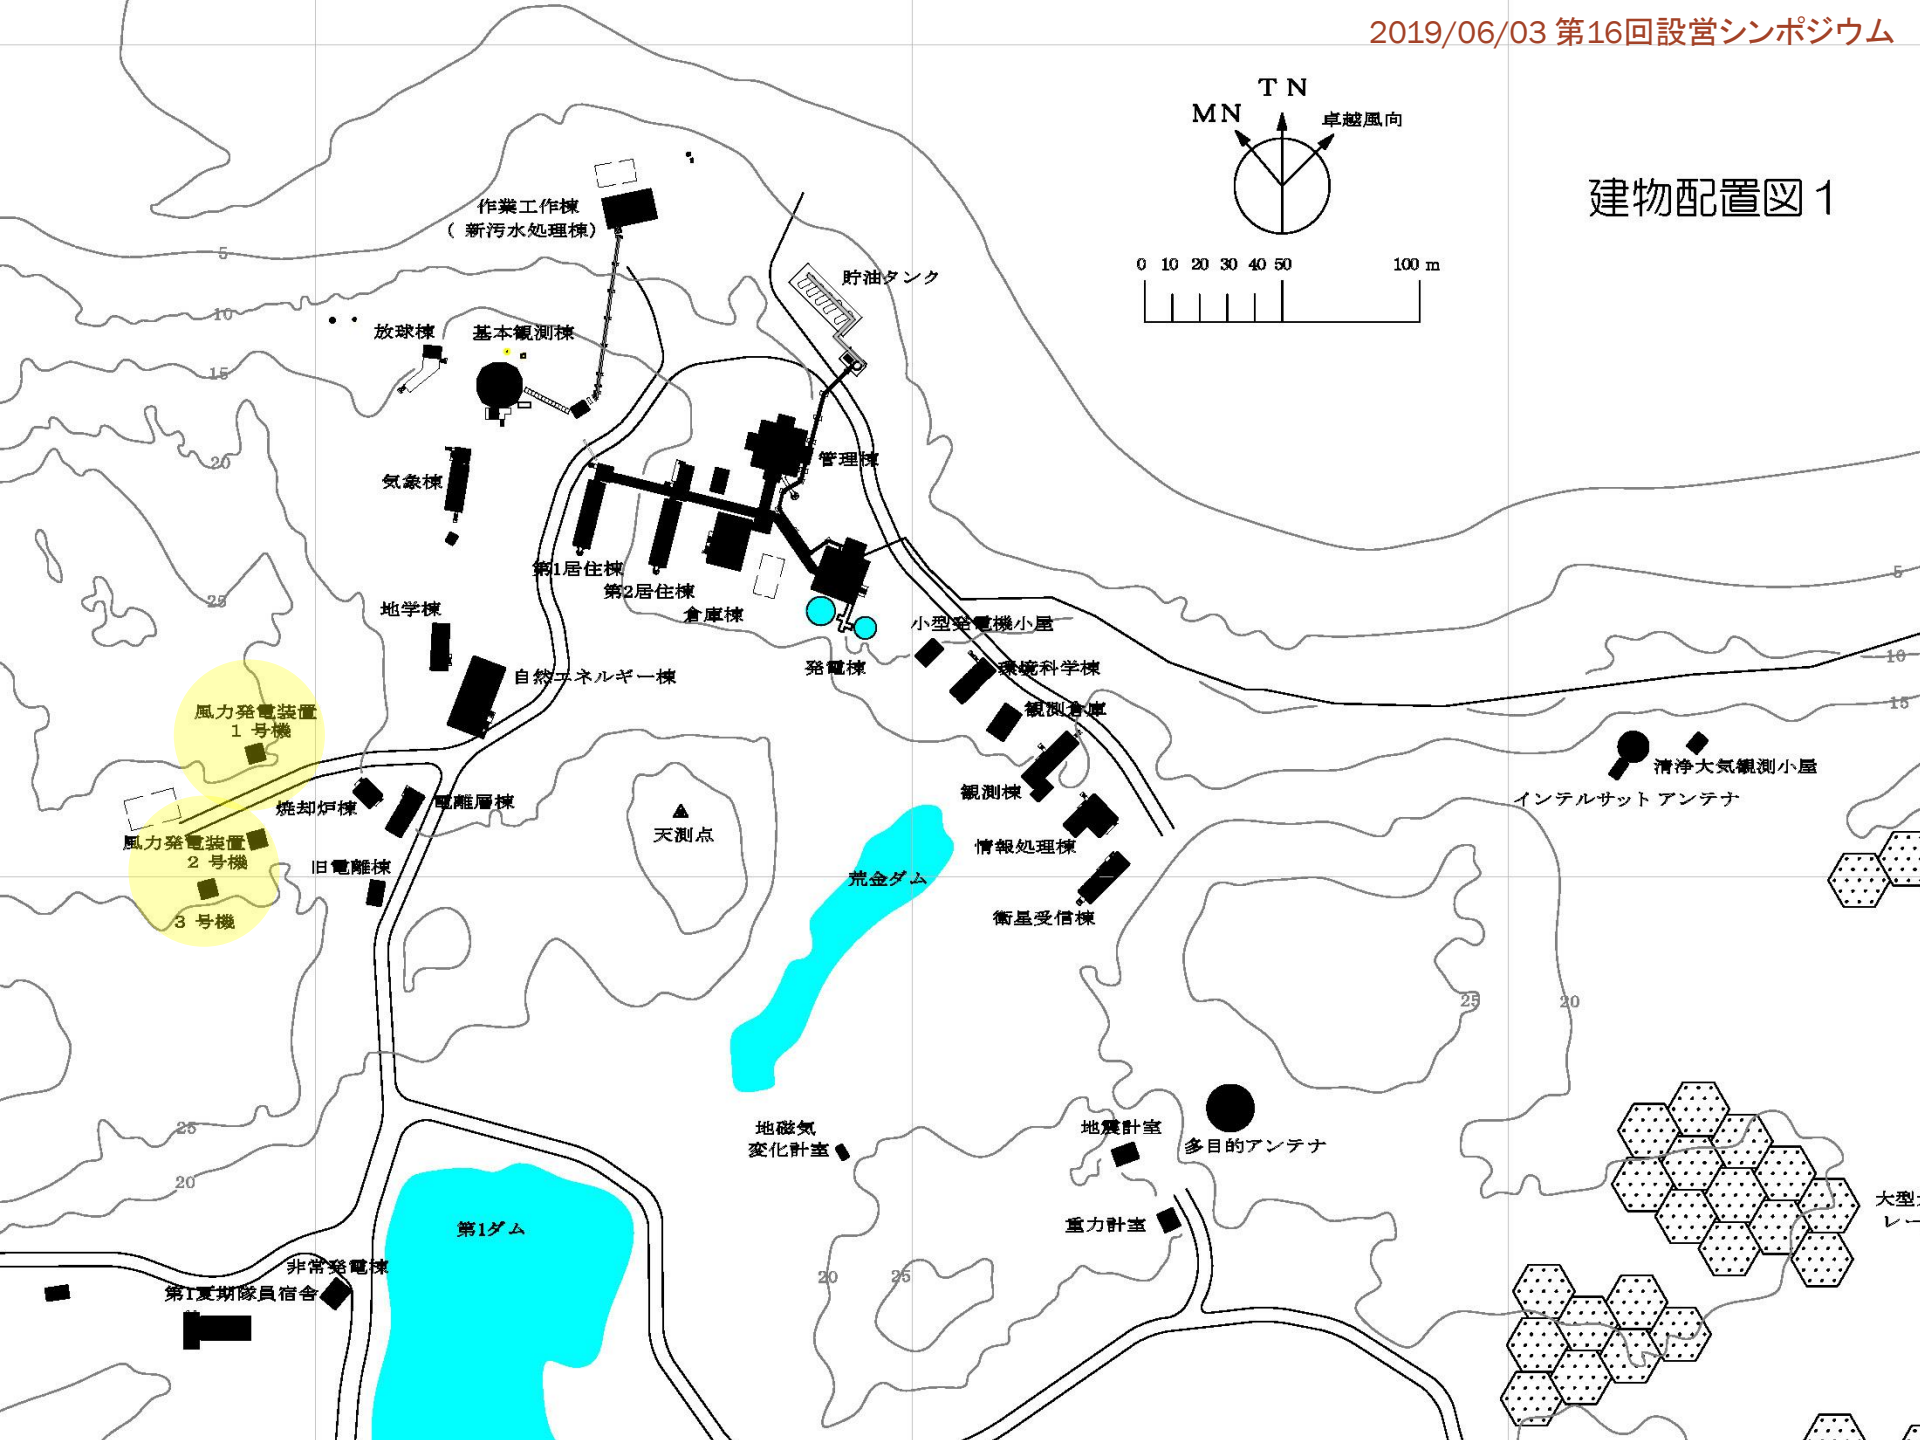 2019/06/03 第16回設営シンポジウム
T N
MN
卓越風向
建物配置図1
0 10 20 30 40 50 100 m
作業工作棟
( 新汚水処理棟)
5
貯油タンク
10
放球棟
基本観測棟
15
管理棟
20
気象棟
第1居住棟
第2居住棟
5
25
地学棟
倉庫棟
小型発電機小屋
10
発電棟
環境科学棟
自然エネルギー棟
15
風力発電装置
1 号機
観測倉庫
清浄大気観測小屋
インテルサット アンテナ
焼却炉棟
電離層棟
観測棟
天測点
風力発電装置
2 号機
情報処理棟
旧電離棟
荒金ダム
3 号機
衛星受信棟
25
20
25
地磁気
変化計室
地震計室
多目的アンテナ
20
大型
レー
第1ダム
重力計室
非常発電棟
20
25
第1夏期隊員宿舎